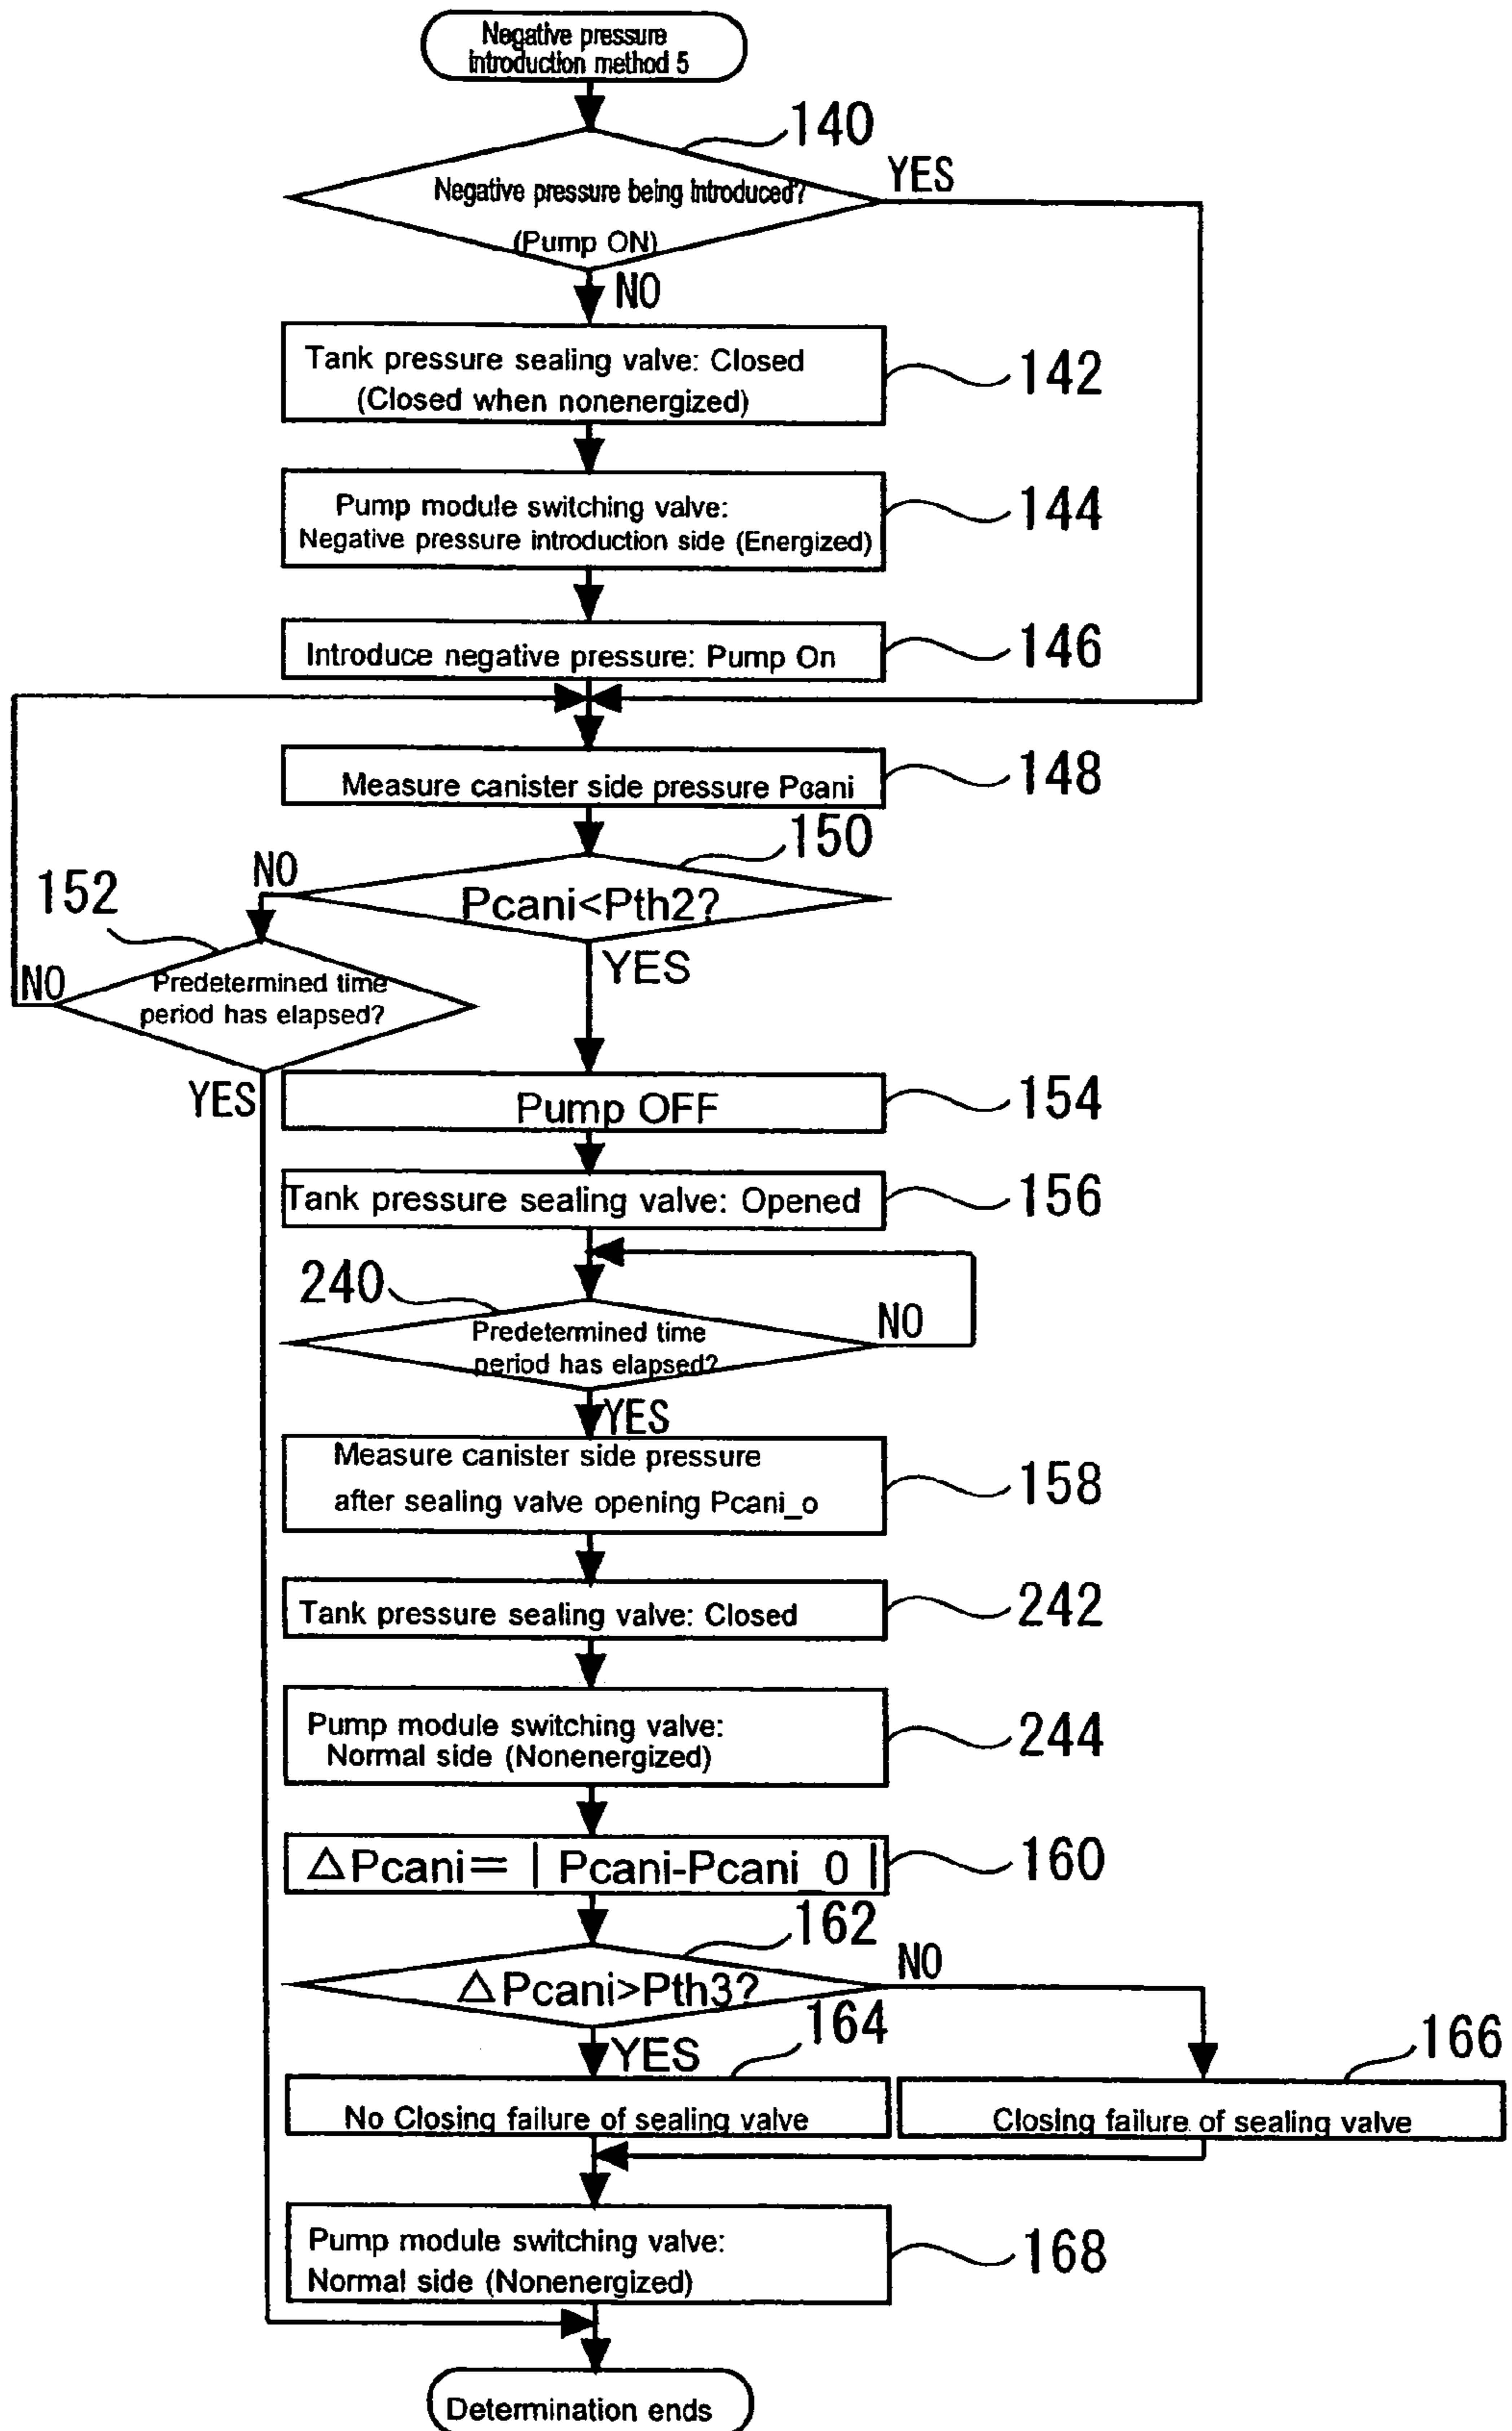 Negative pressure
introduction method 5
140
Negative pressure being introduced?
(Pump ON)
YES
NO
Tank pressure sealing valve: Closed
(Closed when nonenergized)
142
Pump module switching valve:
Negative pressure introduction side (Energized)
144
Introduce negative pressure: Pump On
146
Measure canister side pressure Pcani
148
150
NO
Pcani<Pth2?
152
YES
NO
Predetermined time
period has elapsed?
YES
Pump OFF
154
Tank pressure sealing valve: Opened
156
240
NO
Predetermined time
period has elapsed?
YES
Measure canister side pressure
after sealing valve opening Pcani_o
158
Tank pressure sealing valve: Closed
242
Pump module switching valve:
Normal side (Nonenergized)
244
△Pcani=｜Pcani-Pcani_0｜
160
162
NO
△Pcani>Pth3?
164
YES
166
No Closing failure of sealing valve
Closing failure of sealing valve
Pump module switching valve:
Normal side (Nonenergized)
168
Determination ends